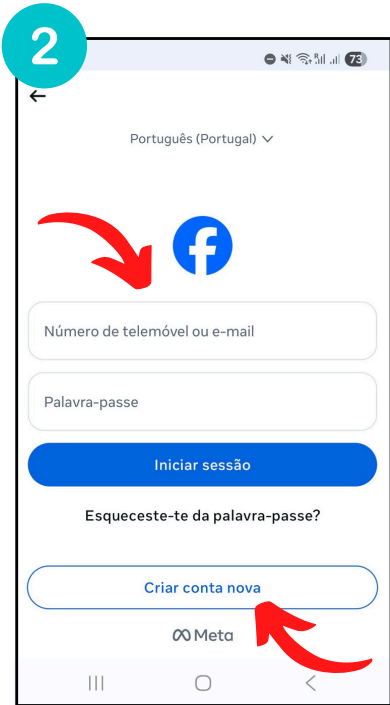 2
73
Português (Portugal)
Número de telemóvel ou e-mail
Palavra-passe
Iniciar sessão
Esqueceste-te da palavra-passe?
Criar conta nova
Meta